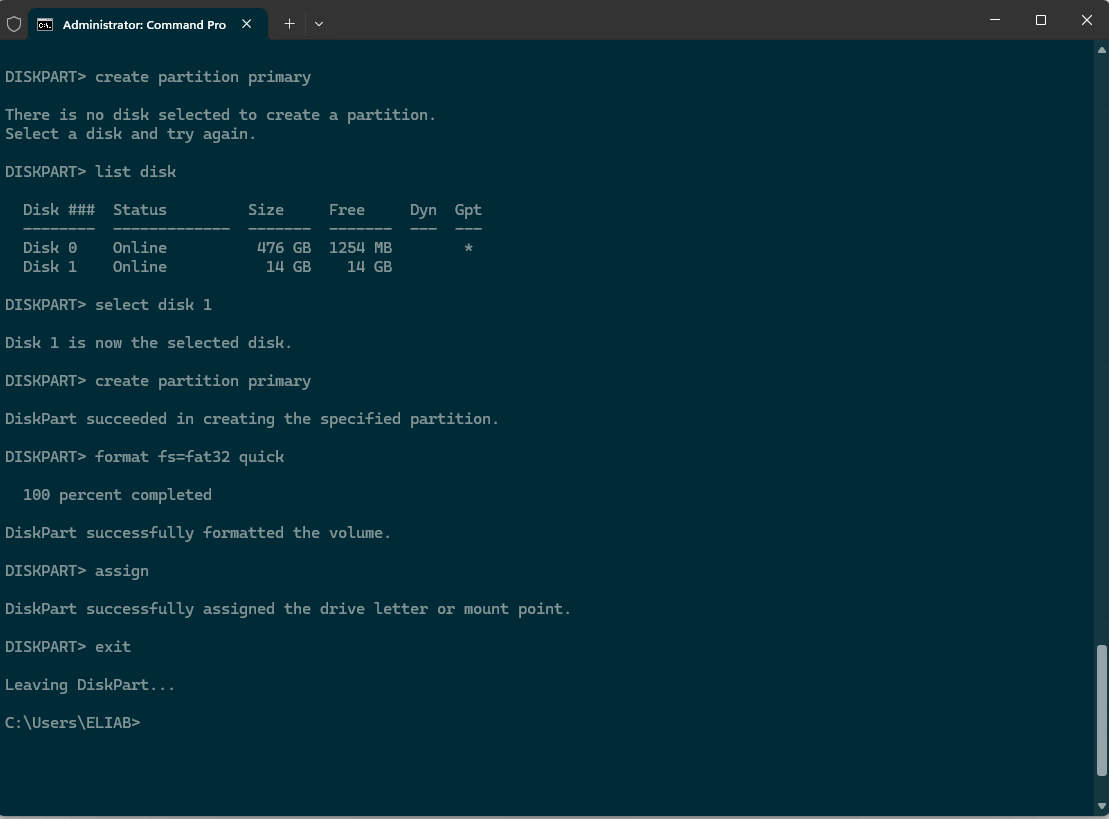 Administrator: Command Pro
DISKPART> create partition primary
There is no disk selected to create a partition.
Select a disk and try again.
DISKPART> list disk
  Disk ###  Status         Size     Free     Dyn  Gpt
  --------  -------------  -------  -------  ---  ---
  Disk 0    Online          476 GB  1254 MB        *
  Disk 1    Online           14 GB    14 GB
DISKPART> select disk 1
Disk 1 is now the selected disk.
DISKPART> create partition primary
DiskPart succeeded in creating the specified partition.
DISKPART> format fs=fat32 quick
  100 percent completed
DiskPart successfully formatted the volume.
DISKPART> assign
DiskPart successfully assigned the drive letter or mount point.
DISKPART> exit
Leaving DiskPart...
C:\Users\ELIAB>